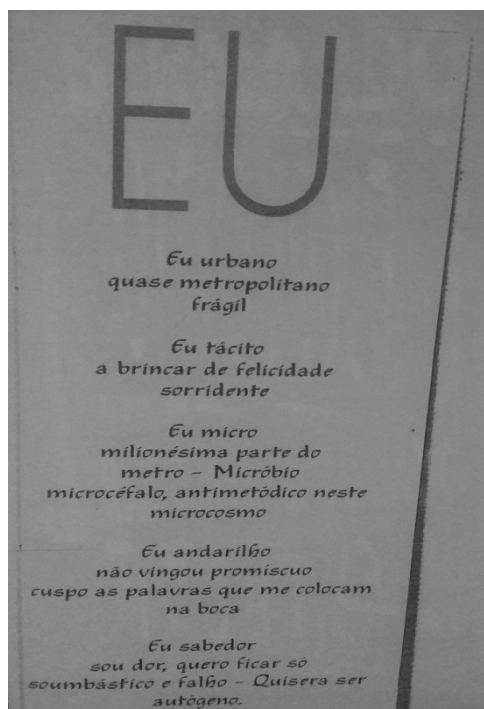 EU
Eu urbano
quase metropolitano
frágil
Eu tácito
a brincar de felicidade
sorridente
Eu micro
milionésima parte do
metro – Micróbio
microcéfalo, antimetódico neste
microcosmo
Eu andarilho
não vingou promíscuo
cuspo as palavras que me colocam
na boca
Eu sabedor
sou dor, quero ficar só
soumbástico e falho – Quisera ser
autógeno.